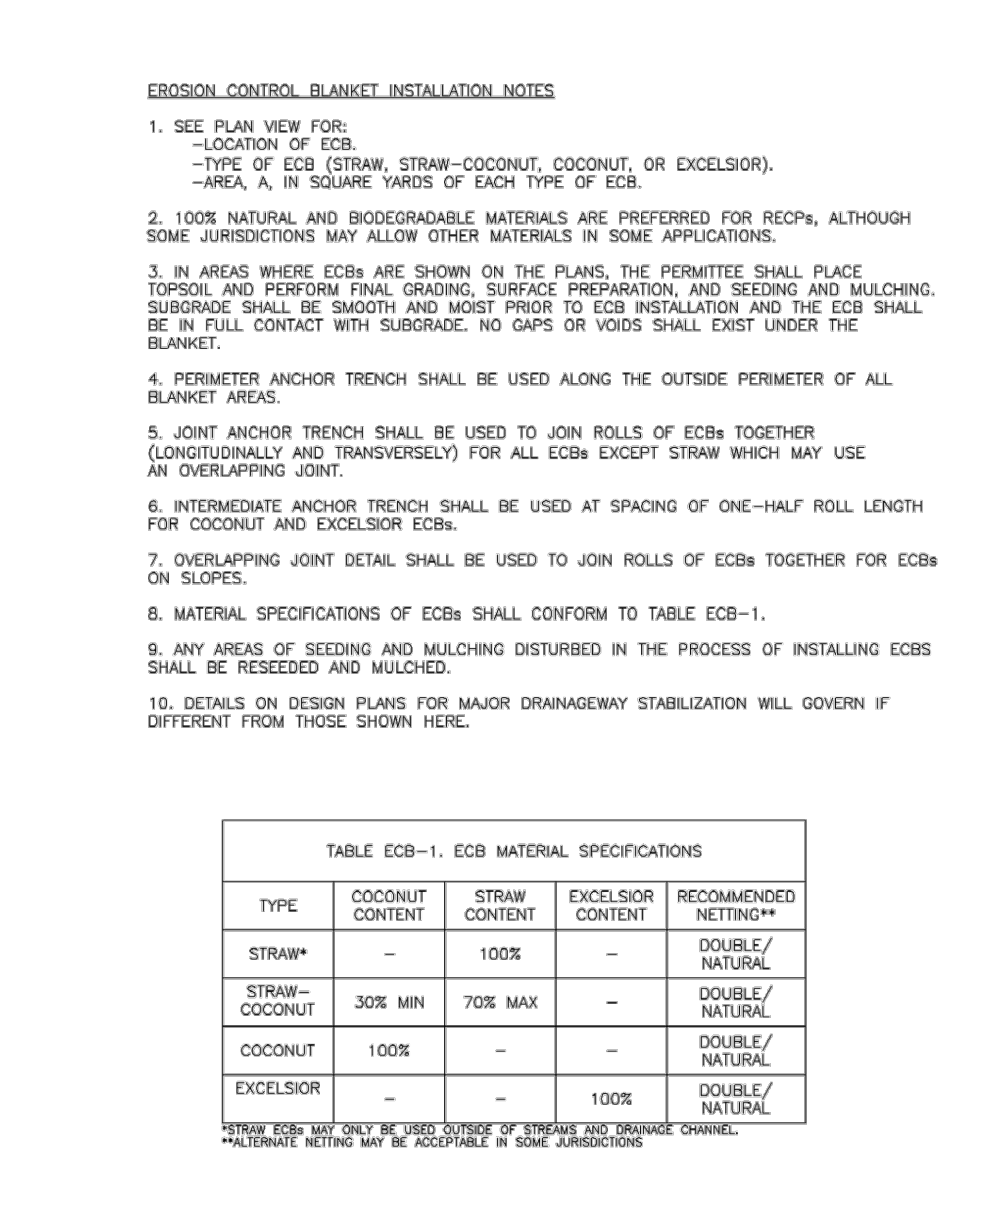 EROSION CONTROL BLANKET INSTALLATION NOTES
1. SEE PLAN VIEW FOR:
-LOCATION OF ECB.
-TYPE OF ECB (STRAW, STRAW-COCONUT, COCONUT, OR EXCELSIOR).
-AREA, A, IN SQUARE YARDS OF EACH TYPE OF ECB.
2. 100% NATURAL AND BIODEGRADABLE MATERIALS ARE PREFERRED FOR RECPs, ALTHOUGH
SOME JURISDICTIONS MAY ALLOW OTHER MATERIALS IN SOME APPLICATIONS.
3. IN AREAS WHERE ECBs ARE SHOWN ON THE PLANS, THE PERMITTEE SHALL PLACE
TOPSOIL AND PERFORM FINAL GRADING, SURFACE PREPARATION, AND SEEDING AND MULCHING.
SUBGRADE SHALL BE SMOOTH AND MOIST PRIOR TO ECB INSTALLATION AND THE ECB SHALL
BE IN FULL CONTACT WITH SUBGRADE. NO GAPS OR VOIDS SHALL EXIST UNDER THE
BLANKET.
4. PERIMETER ANCHOR TRENCH SHALL BE USED ALONG THE OUTSIDE PERIMETER OF ALL
BLANKET AREAS.
5. JOINT ANCHOR TRENCH SHALL BE USED TO JOIN ROLLS OF ECBs TOGETHER
(LONGITUDINALLY AND TRANSVERSELY) FOR ALL ECBs EXCEPT STRAW WHICH MAY USE
AN OVERLAPPING JOINT.
6. INTERMEDIATE ANCHOR TRENCH SHALL BE USED AT SPACING OF ONE-HALF ROLL LENGTH
FOR COCONUT AND EXCELSIOR ECBs.
7. OVERLAPPING JOINT DETAIL SHALL BE USED TO JOIN ROLLS OF ECBs TOGETHER FOR ECBs
ON SLOPES.
8. MATERIAL SPECIFICATIONS OF ECBs SHALL CONFORM TO TABLE ECB-1.
9. ANY AREAS OF SEEDING AND MULCHING DISTURBED IN THE PROCESS OF INSTALLING ECBS
SHALL BE RESEEDED AND MULCHED.
10. DETAILS ON DESIGN PLANS FOR MAJOR DRAINAGEWAY STABILIZATION WILL GOVERN IF
DIFFERENT FROM THOSE SHOWN HERE.
TABLE ECB-1. ECB MATERIAL SPECIFICATIONS
TYPE
COCONUT
CONTENT
STRAW
CONTENT
EXCELSIOR
CONTENT
RECOMMENDED
NETTING**
STRAW*
-
100%
-
DOUBLE/
NATURAL
STRAW-
COCONUT
30% MIN
70% MAX
-
DOUBLE/
NATURAL
COCONUT
100%
-
-
DOUBLE/
NATURAL
EXCELSIOR
-
-
100%
DOUBLE/
NATURAL
*STRAW ECBs MAY ONLY BE USED OUTSIDE OF STREAMS AND DRAINAGE CHANNEL.
**ALTERNATE NETTING MAY BE ACCEPTABLE IN SOME JURISDICTIONS